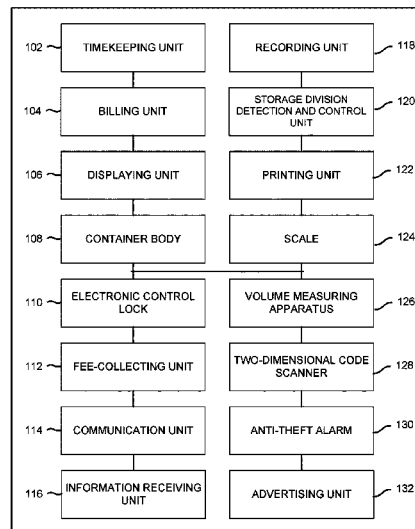 102
TIMEKEEPING UNIT
104
BILLING UNIT
106
DISPLAYING UNIT
108
CONTAINER BODY
110
ELECTRONIC CONTROL
LOCK
112
FEE-COLLECTING UNIT
114
COMMUNICATION UNIT
116
INFORMATION RECEIVING
UNIT
RECORDING UNIT
118
STORAGE DIVISION
DETECTION AND CONTROL
UNIT
120
PRINTING UNIT
122
SCALE
124
VOLUME MEASURING
APPARATUS
126
TWO-DIMENSIONAL CODE
SCANNER
128
ANTI-THEFT ALARM
130
ADVERTISING UNIT
132